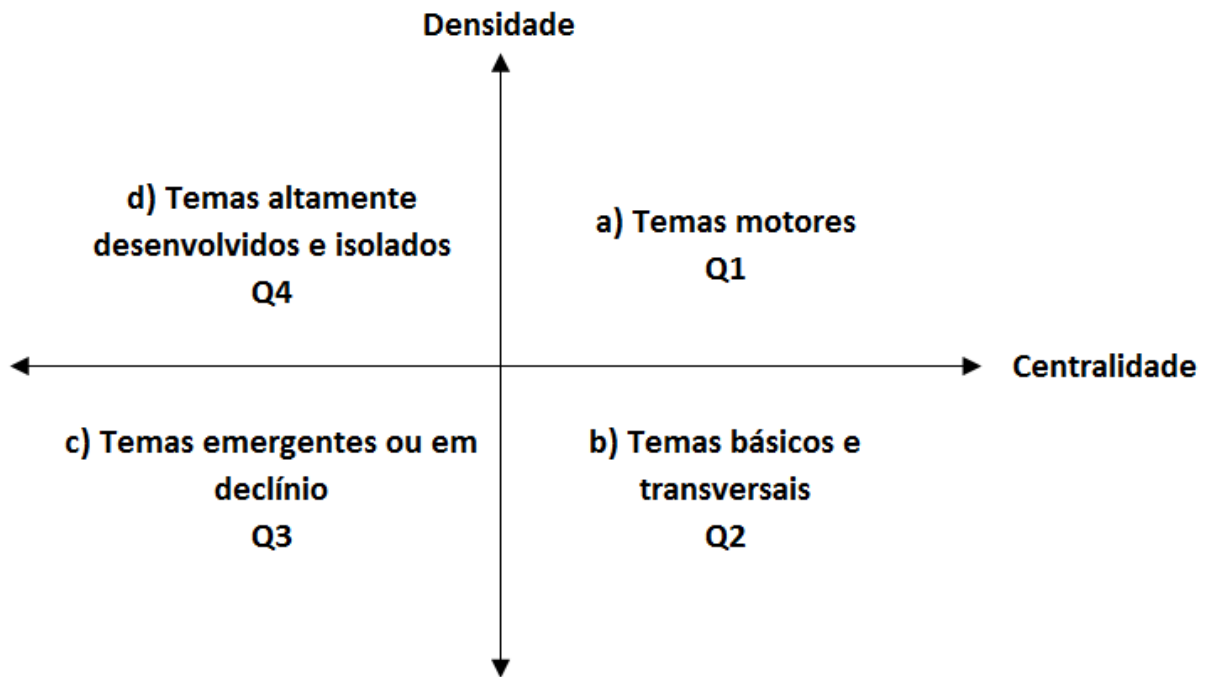 Densidade
d) Temas altamente
desenvolvidos e isolados
Q4
a) Temas motores
Q1
Centralidade
c) Temas emergentes ou em
declínio
Q3
b) Temas básicos e
transversais
Q2